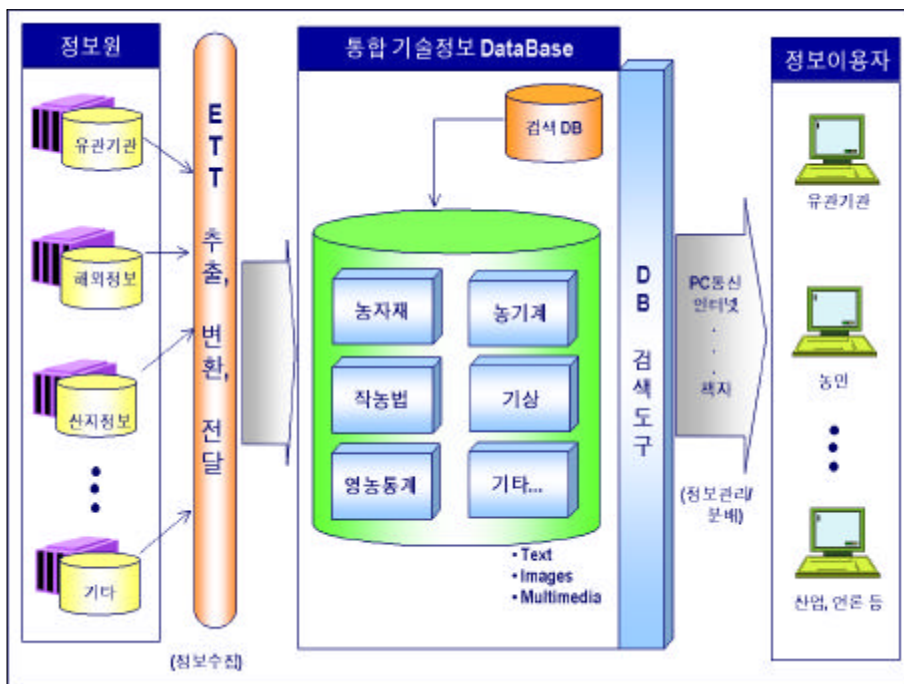 정보원
유관기관
해외정보
산지정보
기타
ETT 추출, 변환, 전달
(정보수집)
통합 기술정보 DataBase
검색 DB
농자재
농기계
작농법
기상
영농통계
기타...
• Text
• Images
• Multimedia
DB 검색도구
PC통신
인터넷
.
.
.
책자
(정보관리/
분배)
정보이용자
유관기관
농민
산업, 언론 등